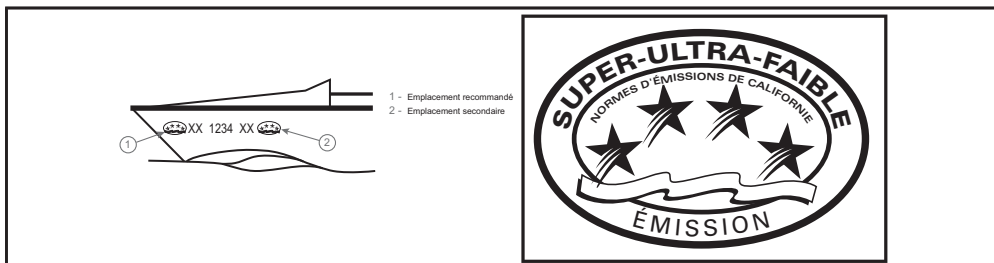 1 - Emplacement recommandé
2 - Emplacement secondaire
XX 1234 XX
1
2
SUPER-ULTRA-FAIBLE
NORMES D'ÉMISSIONS DE CALIFORNIE
ÉMISSION